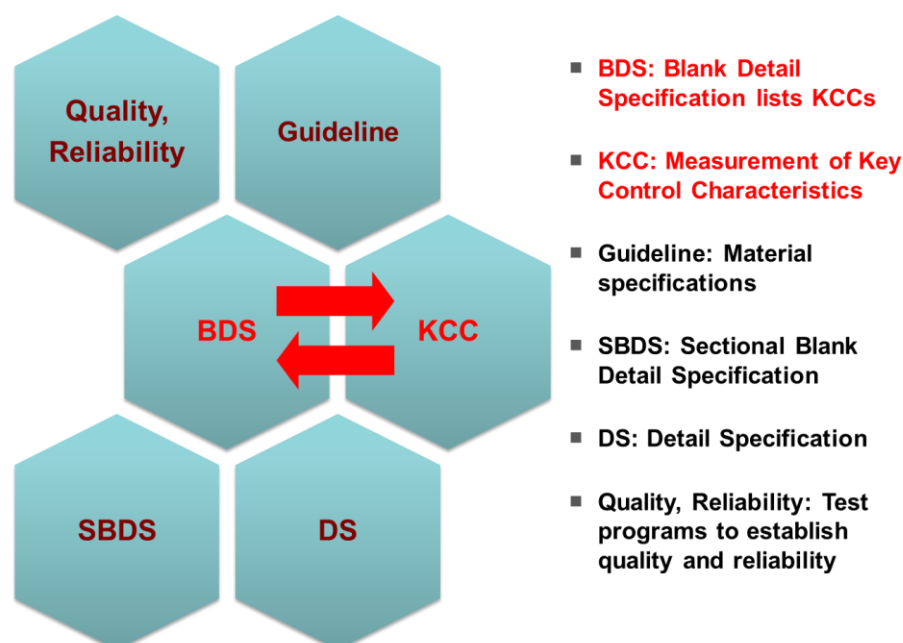 Quality,
Reliability
Guideline
BDS
KCC
SBDS
DS
BDS: Blank Detail
Specification lists KCCs
KCC: Measurement of Key
Control Characteristics
Guideline: Material
specifications
SBDS: Sectional Blank
Detail Specification
DS: Detail Specification
Quality, Reliability: Test
programs to establish
quality and reliability